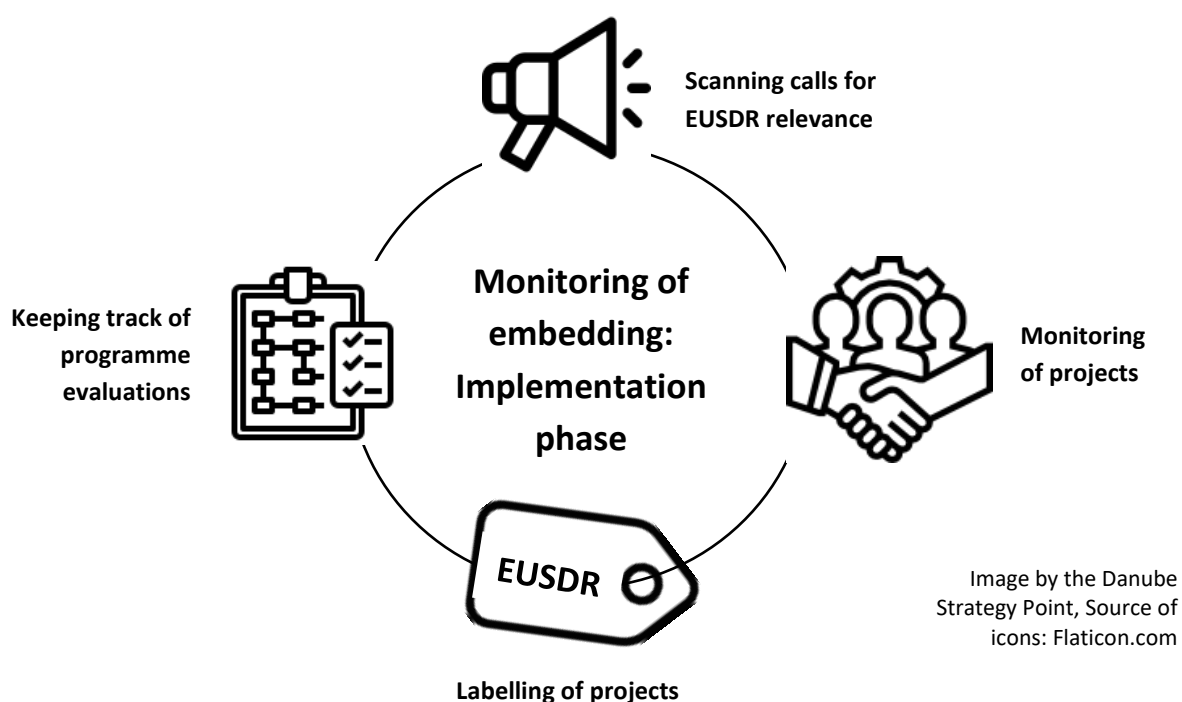 Scanning calls for
EUSDR relevance
Monitoring of
embedding:
Implementation
phase
Keeping track of
programme
evaluations
Monitoring
of projects
EUSDR
Labelling of projects
Image by the Danube
Strategy Point, Source of
icons: Flaticon.com